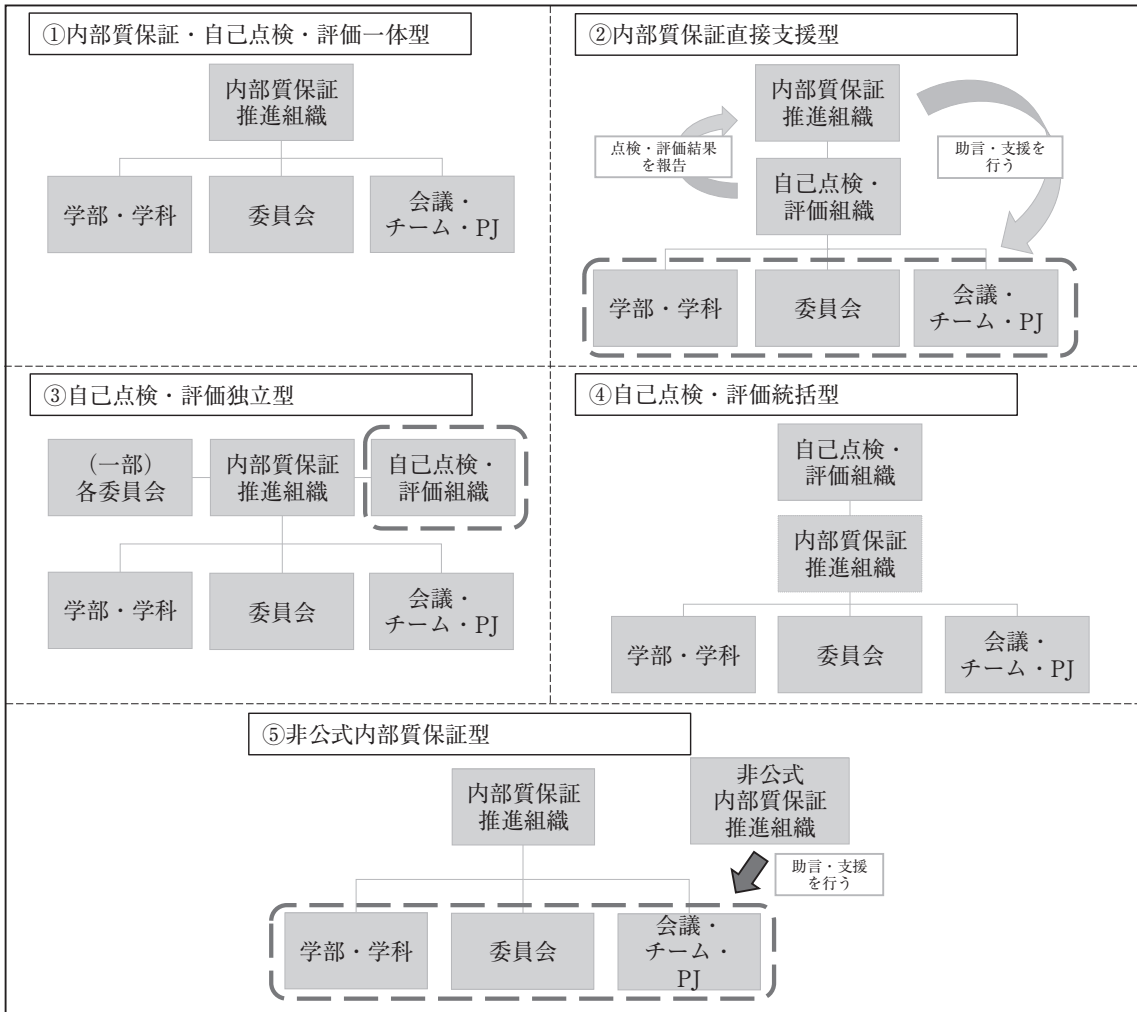 ①内部質保証・自己点検・評価一体型
内部質保証
推進組織
学部・学科
委員会
会議・
チーム・PJ
②内部質保証直接支援型
内部質保証
推進組織
点検・評価結果
を報告
助言・支援を
行う
自己点検・
評価組織
学部・学科
委員会
会議・
チーム・PJ
③自己点検・評価独立型
（一部）
各委員会
内部質保証
推進組織
自己点検・
評価組織
学部・学科
委員会
会議・
チーム・PJ
④自己点検・評価統括型
自己点検・
評価組織
内部質保証
推進組織
学部・学科
委員会
会議・
チーム・PJ
⑤非公式内部質保証型
内部質保証
推進組織
非公式
内部質保証
推進組織
助言・支援
を行う
学部・学科
委員会
会議・
チーム・
PJ